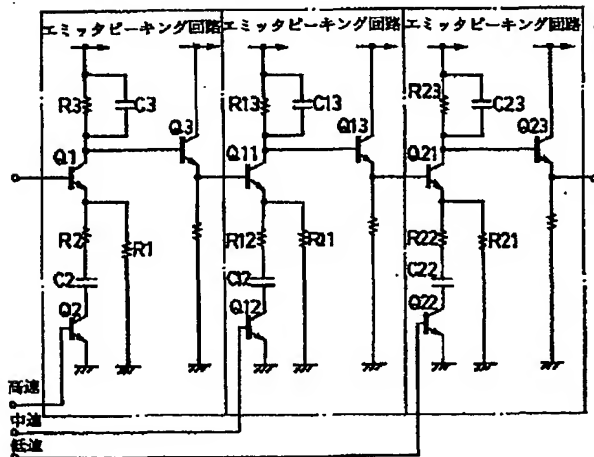 エミッタピーキング回路 エミッタピーキング回路 エミッタピーキング回路
R3 C3 R13 C13 R23 C23
Q3 Q13 Q23
Q1 Q11 Q21
R2 R1 R12 R21 R22 R21
C2 C12 C22
Q2 Q12 Q22
高速
中速
低速